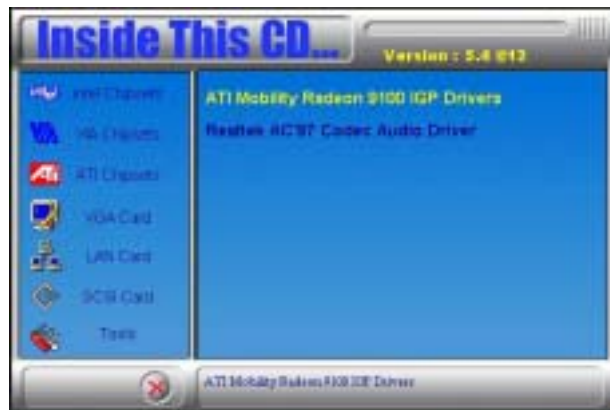 Inside This CD...
Version : 5.4 @12
Intel Chipsets
VIA Chipsets
ATI Chipsets
VGA Card
LAN Card
SCSI Card
Tools
ATI Mobility Radeon 9100 IGP Drivers
Realtek AC'97 Codec Audio Driver
ATI Mobility Radeon 9100 IGP Drivers